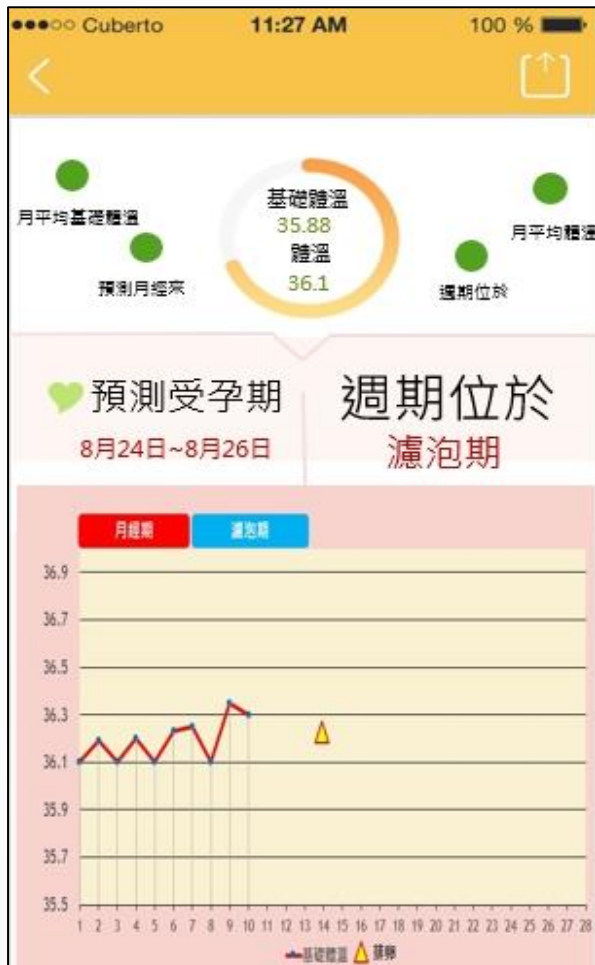 Cuberto 11:27 AM 100 %
月平均基礎體溫
預測月經來
基礎體溫
35.88
體溫
36.1
月平均體溫
週期位於
預測受孕期
8月24日~8月26日
週期位於
濾泡期
月經期 濾泡期
36.9
36.7
36.5
36.3
36.1
35.9
35.7
35.5
1 2 3 4 5 6 7 8 9 10 11 12 13 14 15 16 17 18 19 20 21 22 23 24 25 26 27 28
基礎體溫 排卵